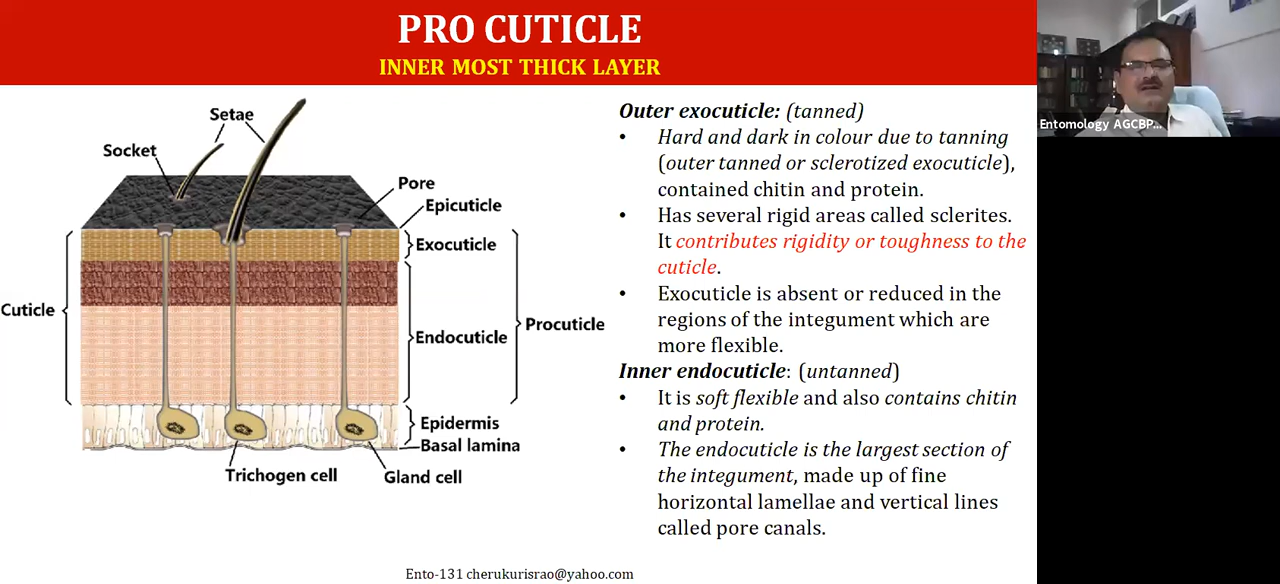 PRO CUTICLE
INNER MOST THICK LAYER
Setae
Socket
Pore
Epicuticle
Exocuticle
Cuticle
Endocuticle
Procuticle
Epidermis
Basal lamina
Trichogen cell
Gland cell
Outer exocuticle: (tanned)
• Hard and dark in colour due to tanning
(outer tanned or sclerotized exocuticle),
contained chitin and protein.
• Has several rigid areas called sclerites.
It contributes rigidity or toughness to the
cuticle.
• Exocuticle is absent or reduced in the
regions of the integument which are
more flexible.
Inner endocuticle: (untanned)
• It is soft flexible and also contains chitin
and protein.
• The endocuticle is the largest section of
the integument, made up of fine
horizontal lamellae and vertical lines
called pore canals.
Ento-131 cherukurisrao@yahoo.com
Entomology AGCBP...